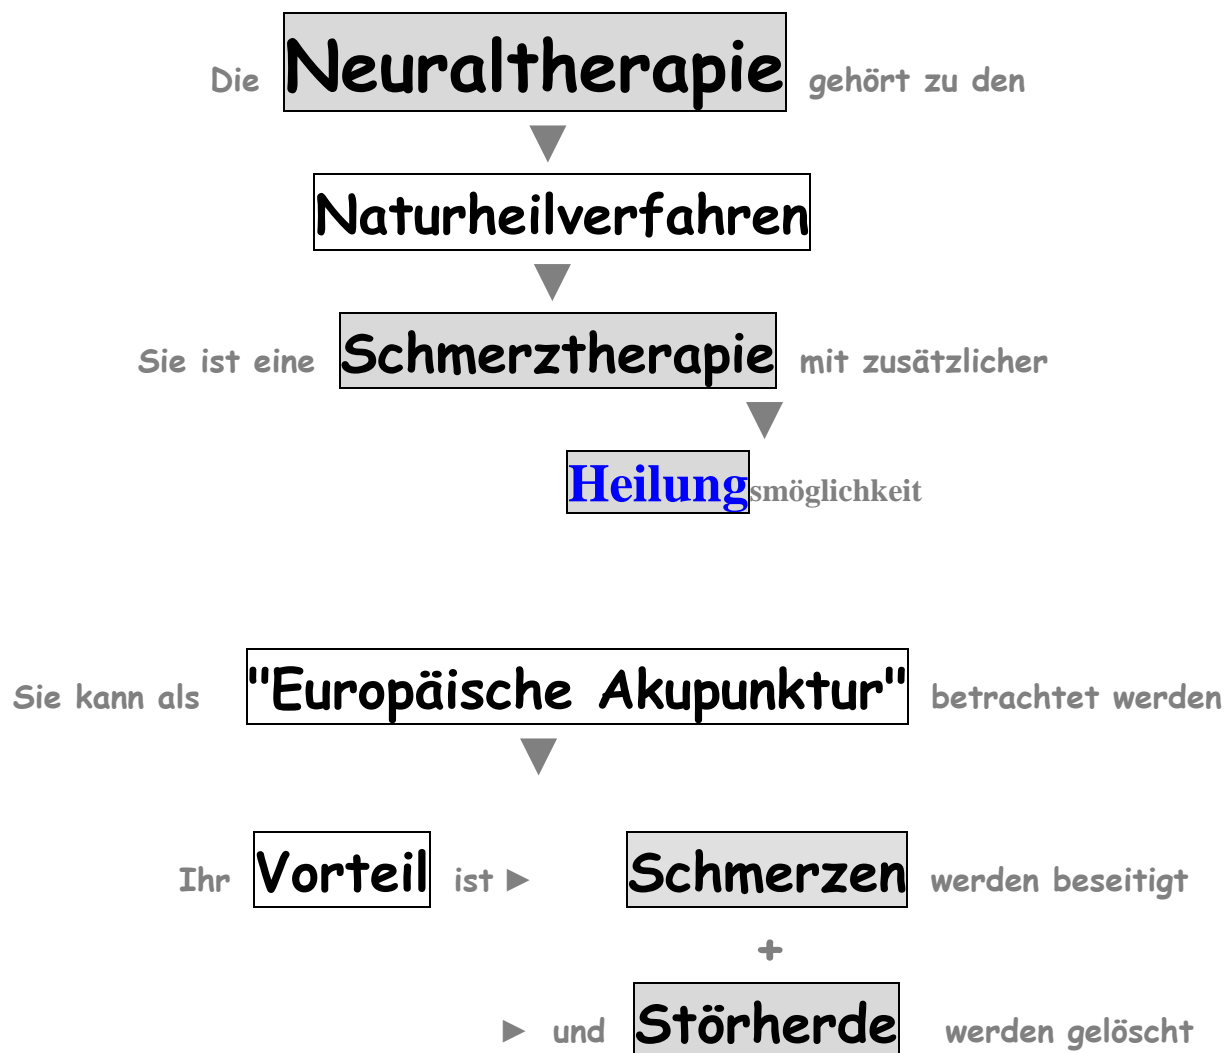 Die Neuraltherapie gehört zu den
▼
Naturheilverfahren
▼
Sie ist eine Schmerztherapie mit zusätzlicher
▼
Heilungsmöglichkeit
Sie kann als "Europäische Akupunktur" betrachtet werden
▼
Ihr Vorteil ist ► Schmerzen werden beseitigt
+
► und Störherde werden gelöscht